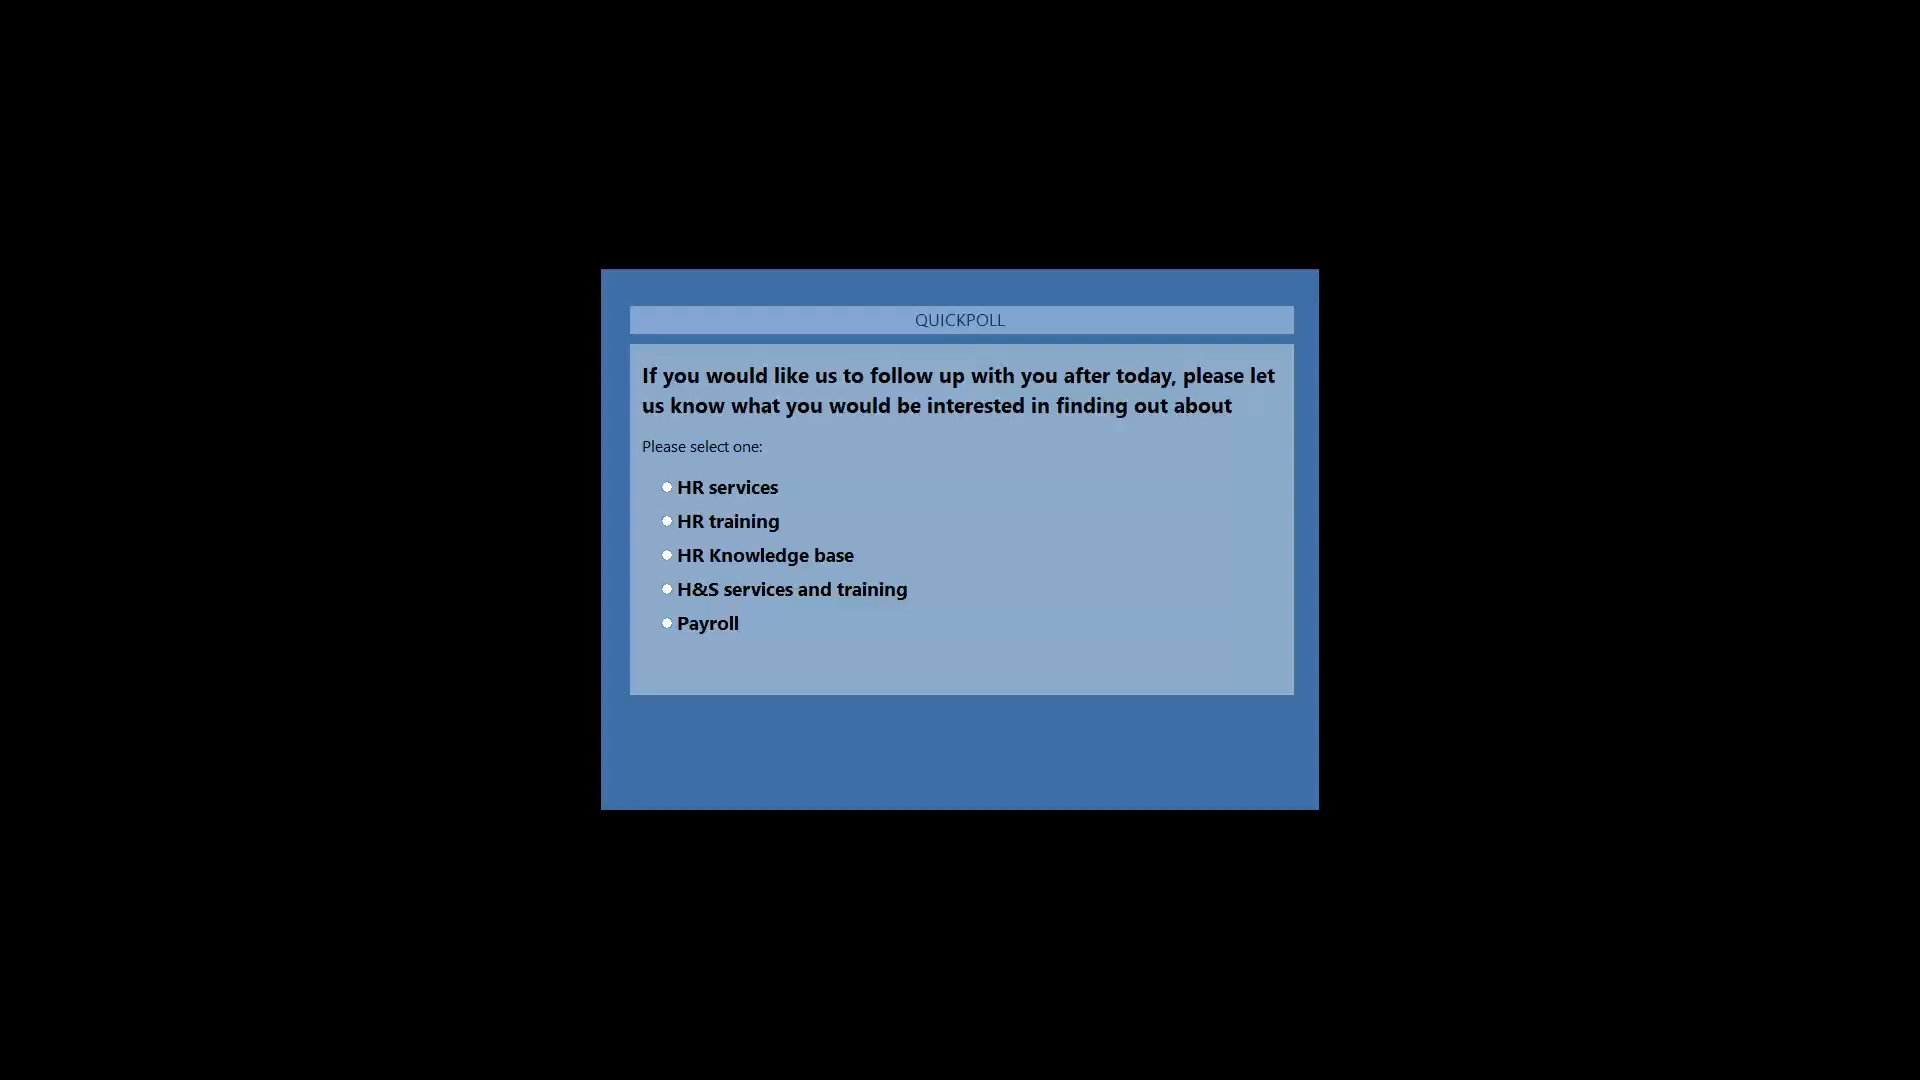 QUICKPOLL
If you would like us to follow up with you after today, please let
us know what you would be interested in finding out about
Please select one:
HR services
HR training
HR Knowledge base
H&S services and training
Payroll